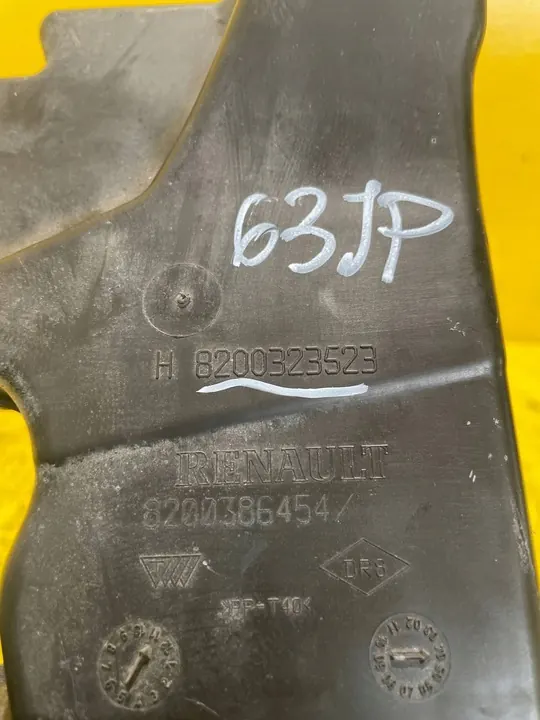 63JP
H 8200323523
RENAULT
8200386454/
DR6
>PP-T40<